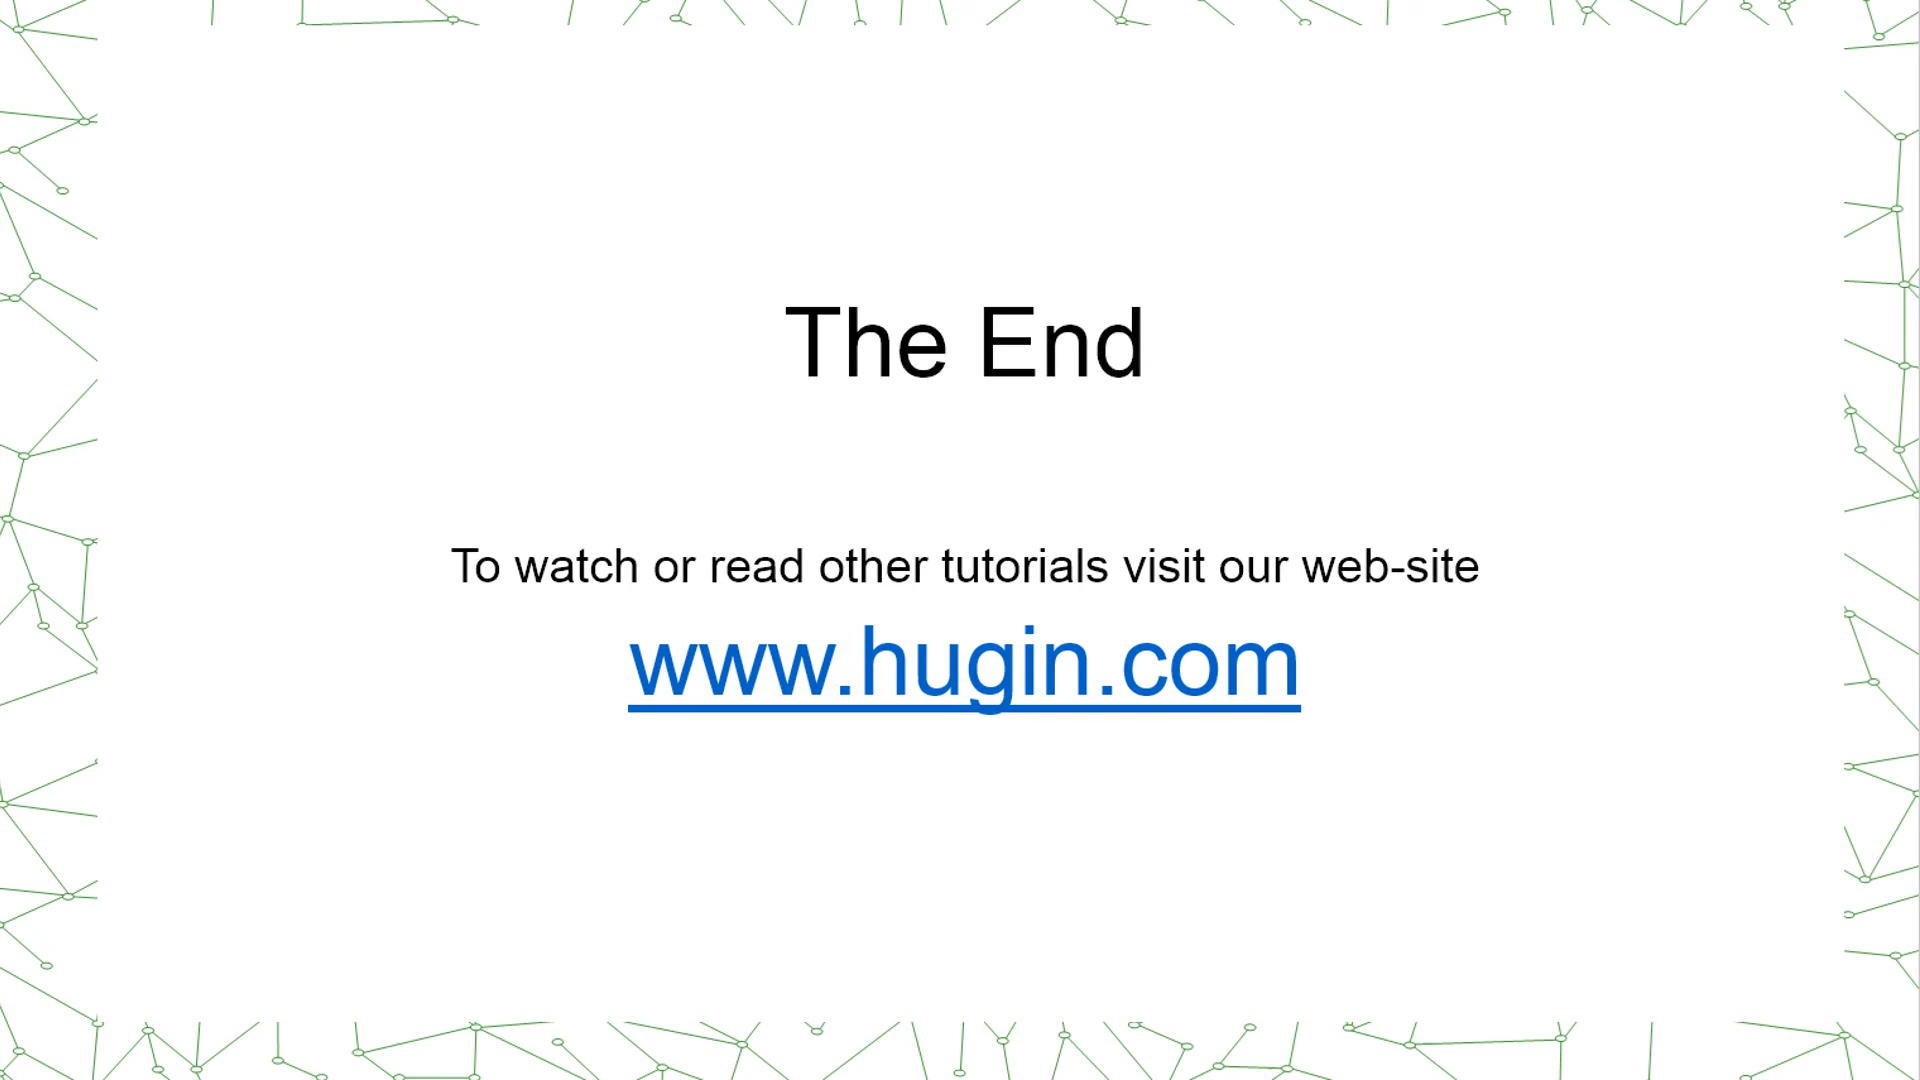 The End
To watch or read other tutorials visit our web-site
www.hugin.com